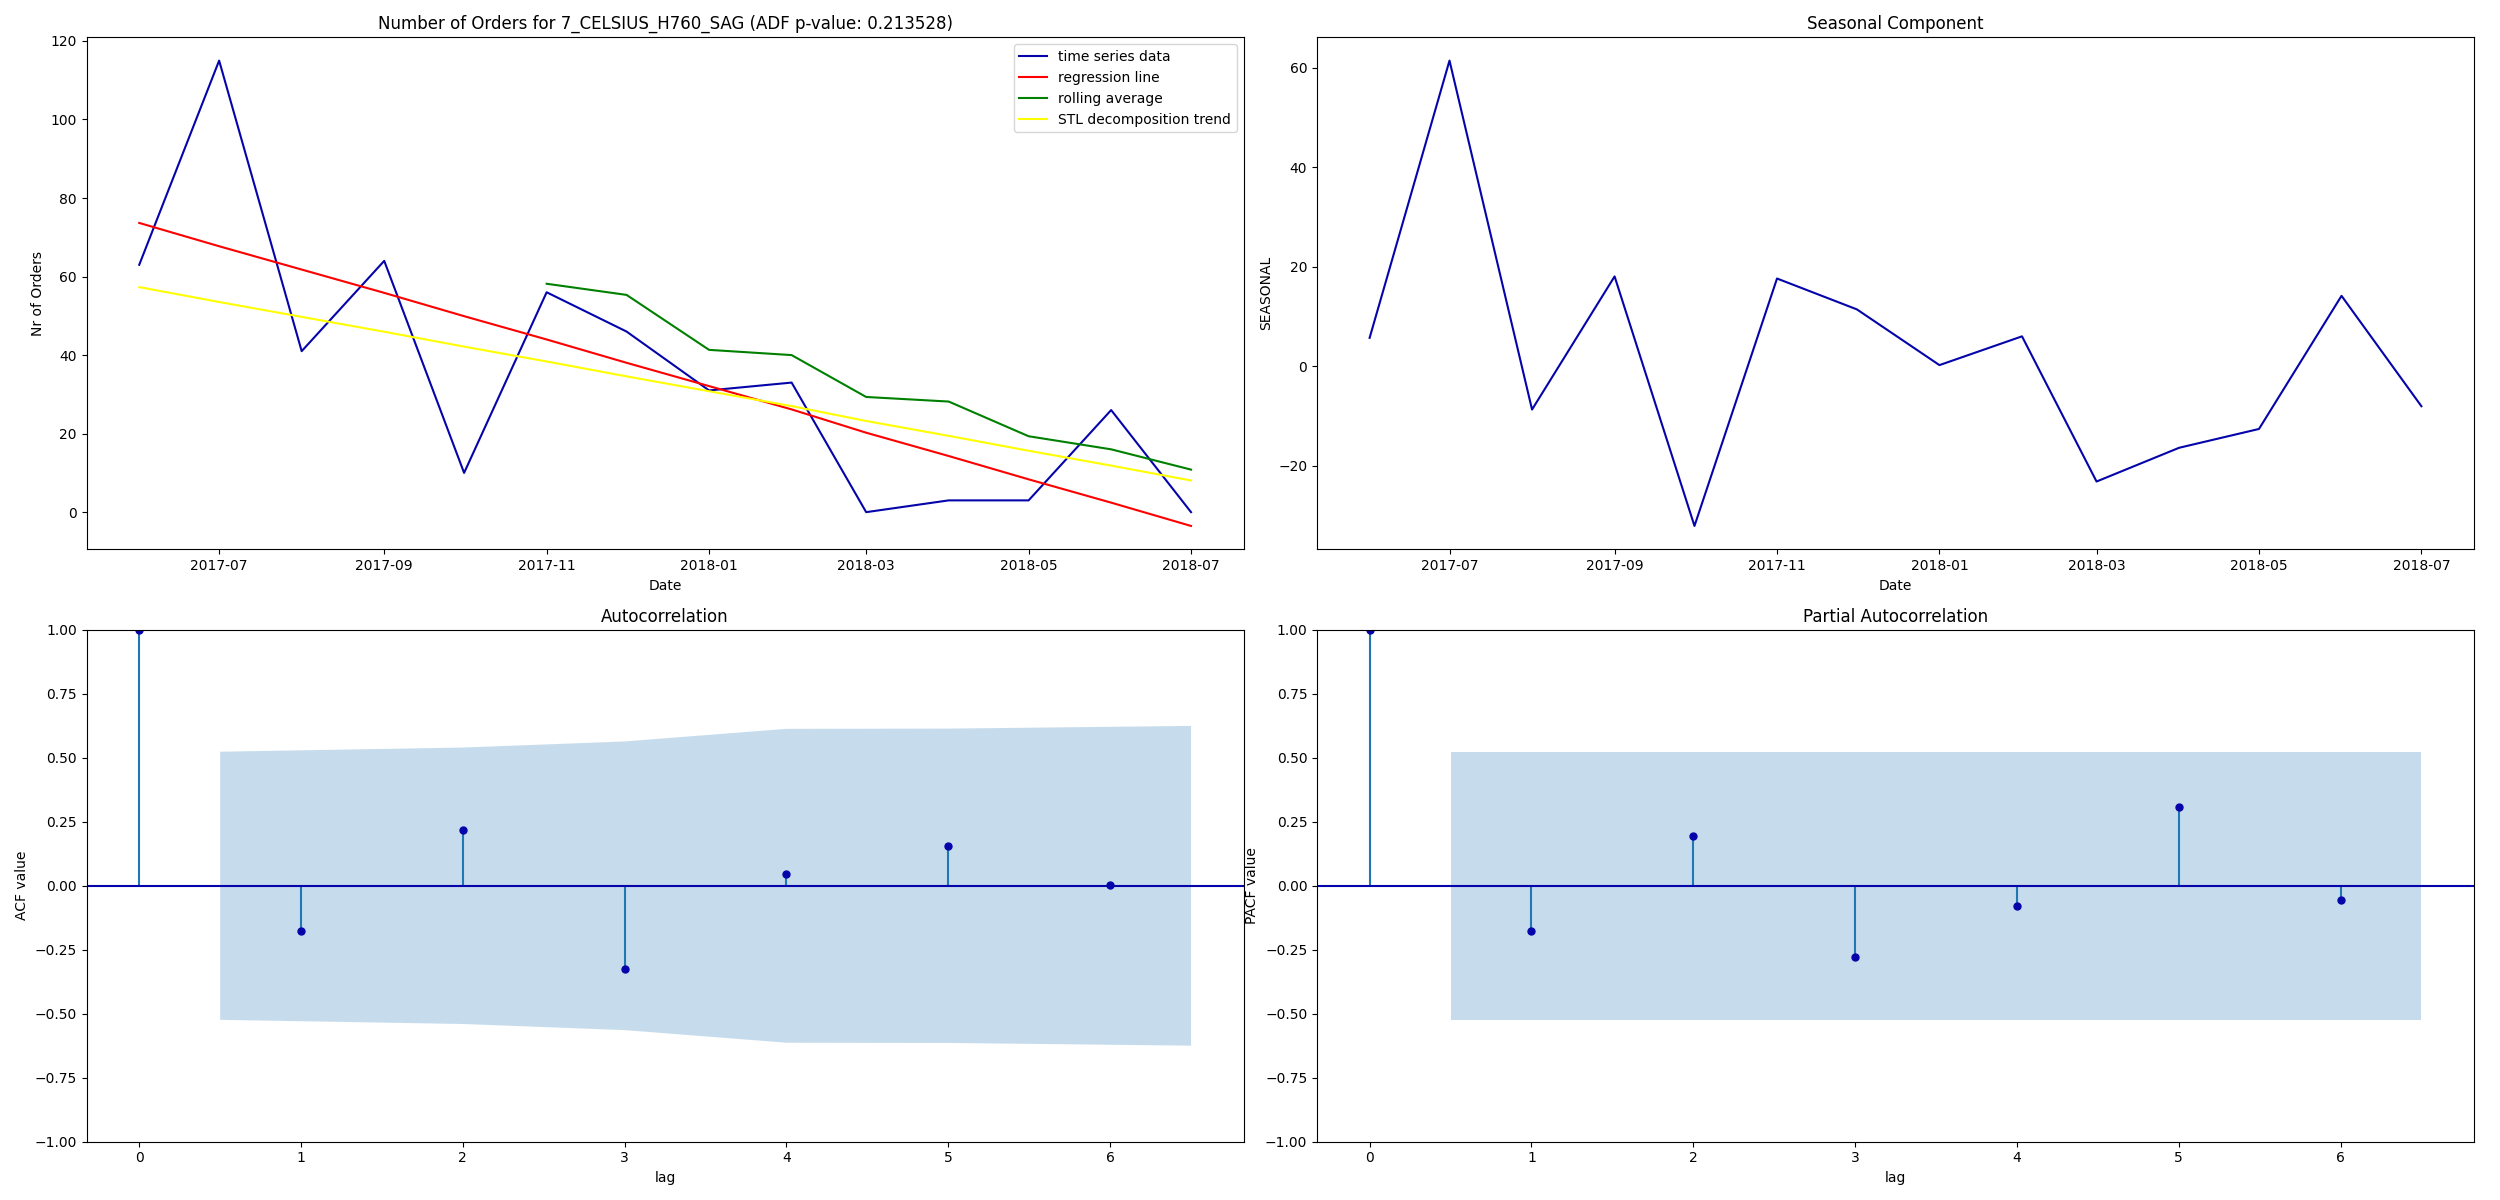 Number of Orders for 7_CELSIUS_H760_SAG (ADF p-value: 0.213528)
120
100
80
60
40
20
0
Nr of Orders
time series data
regression line
rolling average
STL decomposition trend
2017-07 2017-09 2017-11 2018-01 2018-03 2018-05 2018-07
Date
Seasonal Component
60
40
20
0
−20
SEASONAL
2017-07 2017-09 2017-11 2018-01 2018-03 2018-05 2018-07
Date
Autocorrelation
1.00
0.75
0.50
0.25
0.00
−0.25
−0.50
−0.75
−1.00
ACF value
0 1 2 3 4 5 6
lag
Partial Autocorrelation
1.00
0.75
0.50
0.25
0.00
−0.25
−0.50
−0.75
−1.00
PACF value
0 1 2 3 4 5 6
lag